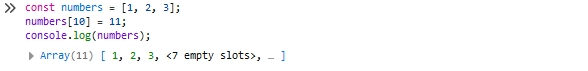 const numbers = [1, 2, 3];
numbers[10] = 11;
console.log(numbers);
Array(11) [ 1, 2, 3, <7 empty slots>, … ]